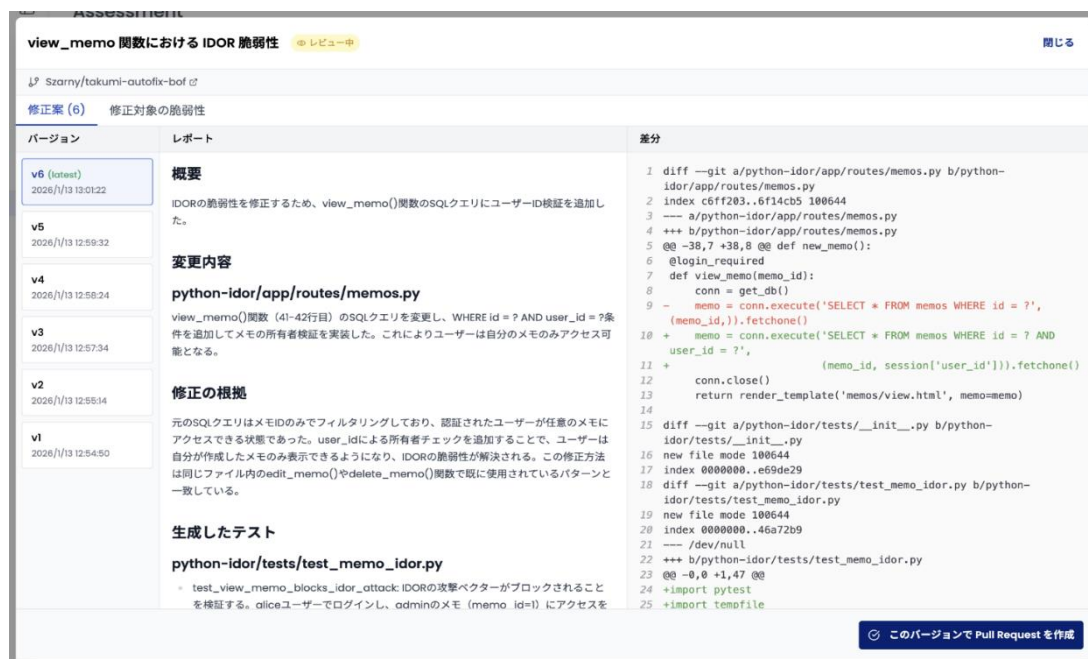 Assessment
view_memo 関数における IDOR 脆弱性
レビュー中
閉じる
Szarny/takumi-autofix-bof
修正案 (6)
修正対象の脆弱性
バージョン
v6 (latest)
2026/1/13 13:01:22
v5
2026/1/13 12:59:32
v4
2026/1/13 12:58:24
v3
2026/1/13 12:57:34
v2
2026/1/13 12:55:14
v1
2026/1/13 12:54:50
レポート
概要
IDORの脆弱性を修正するため、view_memo()関数のSQLクエリにユーザーID検証を追加し
た。
変更内容
python-idor/app/routes/memos.py
view_memo()関数（41-42行目）のSQLクエリを変更し、WHERE id = ? AND user_id = ?条
件を追加してメモの所有者検証を実装した。これによりユーザーは自分のメモのみアクセス可
能となる。
修正の根拠
元のSQLクエリはメモIDのみでフィルタリングしており、認証されたユーザーが任意のメモに
アクセスできる状態であった。user_idによる所有者チェックを追加することで、ユーザーは
自分が作成したメモのみ表示できるようになり、IDORの脆弱性が解決される。この修正方法
は同じファイル内のedit_memo()やdelete_memo()関数で既に使用されているパターンと
一致している。
生成したテスト
python-idor/tests/test_memo_idor.py
test_view_memo_blocks_idor_attack: IDORの攻撃ベクターがブロックされること
を検証する。aliceユーザーでログインし、adminのメモ（memo_id=1）にアクセスを
差分
1 diff --git a/python-idor/app/routes/memos.py b/python-
idor/app/routes/memos.py
2 index c6ff203..6f14cb5 100644
3 --- a/python-idor/app/routes/memos.py
4 +++ b/python-idor/app/routes/memos.py
5 @@ -38,7 +38,8 @@ def new_memo():
6 @login_required
7 def view_memo(memo_id):
8 conn = get_db()
9 - memo = conn.execute('SELECT * FROM memos WHERE id = ?',
(memo_id,)).fetchone()
10 + memo = conn.execute('SELECT * FROM memos WHERE id = ? AND
user_id = ?',
11 + (memo_id, session['user_id'])).fetchone()
12 conn.close()
13 return render_template('memos/view.html', memo=memo)
14
15 diff --git a/python-idor/tests/__init__.py b/python-
idor/tests/__init__.py
16 new file mode 100644
17 index 0000000..e69de29
18 diff --git a/python-idor/tests/test_memo_idor.py b/python-
idor/tests/test_memo_idor.py
19 new file mode 100644
20 index 0000000..46a72b9
21 --- /dev/null
22 +++ b/python-idor/tests/test_memo_idor.py
23 @@ -0,0 +1,47 @@
24 +import pytest
25 +import tempfile
このバージョンで Pull Request を作成